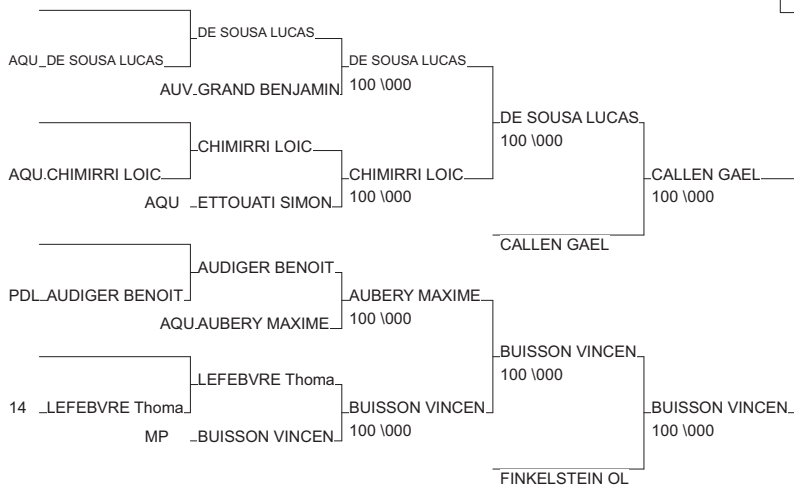 DE SOUSA LUCAS
AQU DE SOUSA LUCAS
DE SOUSA LUCAS
AUV GRAND BENJAMIN
100 \000
DE SOUSA LUCAS
100 \000
CHIMIRRI LOIC
AQU CHIMIRRI LOIC
CHIMIRRI LOIC
CALLEN GAEL
AQU ETTOUATI SIMON
100 \000
100 \000
CALLEN GAEL
AUDIGER BENOIT
PDL AUDIGER BENOIT
AUBERY MAXIME
AQU AUBERY MAXIME
100 \000
BUISSON VINCEN
100 \000
LEFEBVRE Thoma
14 LEFEBVRE Thoma
BUISSON VINCEN
BUISSON VINCEN
MP BUISSON VINCEN
100 \000
100 \000
FINKELSTEIN OL